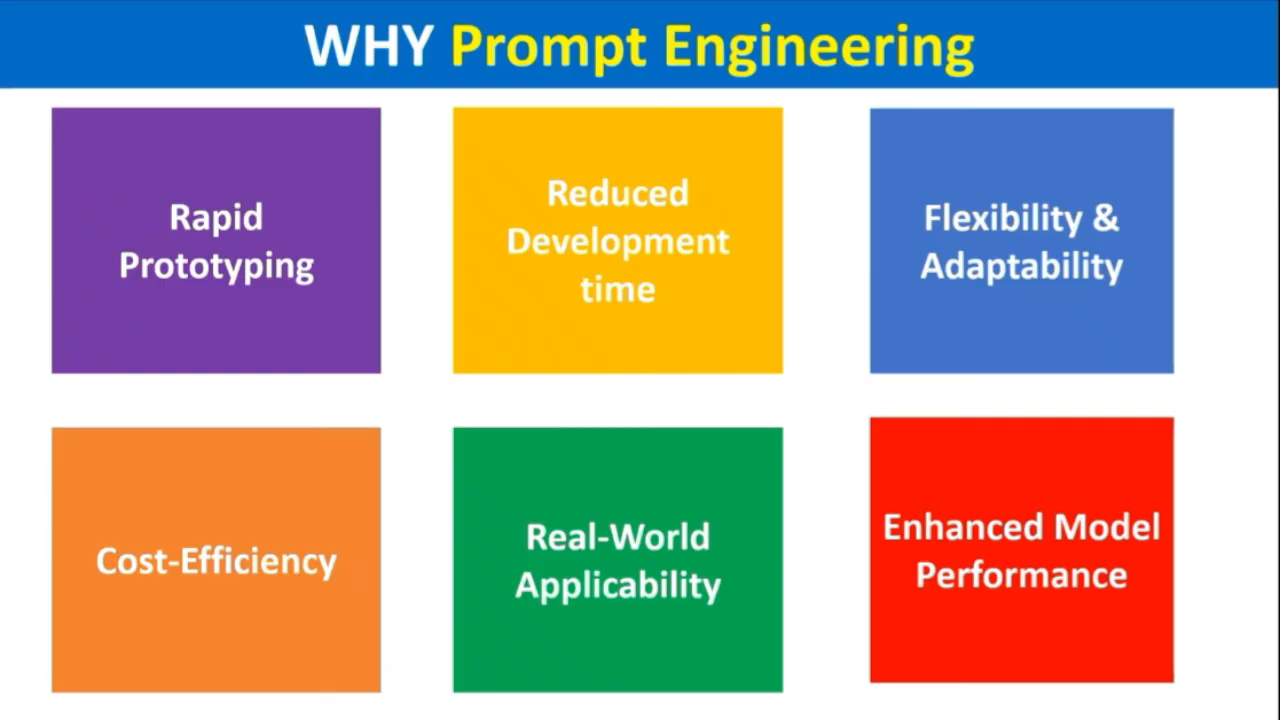 WHY Prompt Engineering
Rapid
Prototyping
Reduced
Development
time
Flexibility &
Adaptability
Cost-Efficiency
Real-World
Applicability
Enhanced Model
Performance